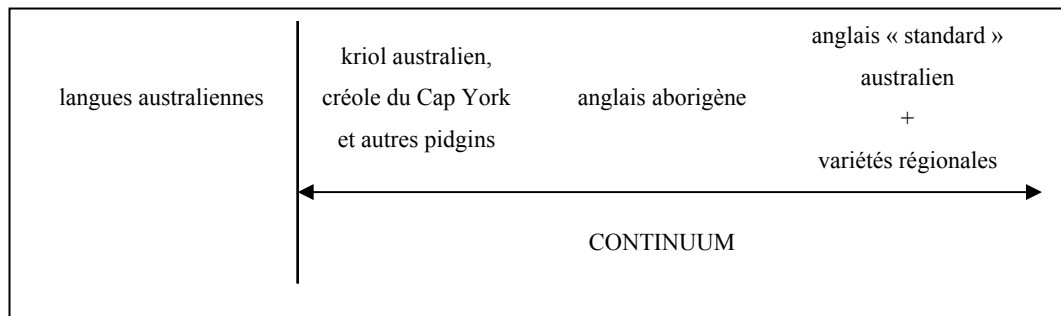 langues australiennes
kriol australien,
créole du Cap York
et autres pidgins
anglais aborigène
anglais « standard »
australien
+
variétés régionales
CONTINUUM